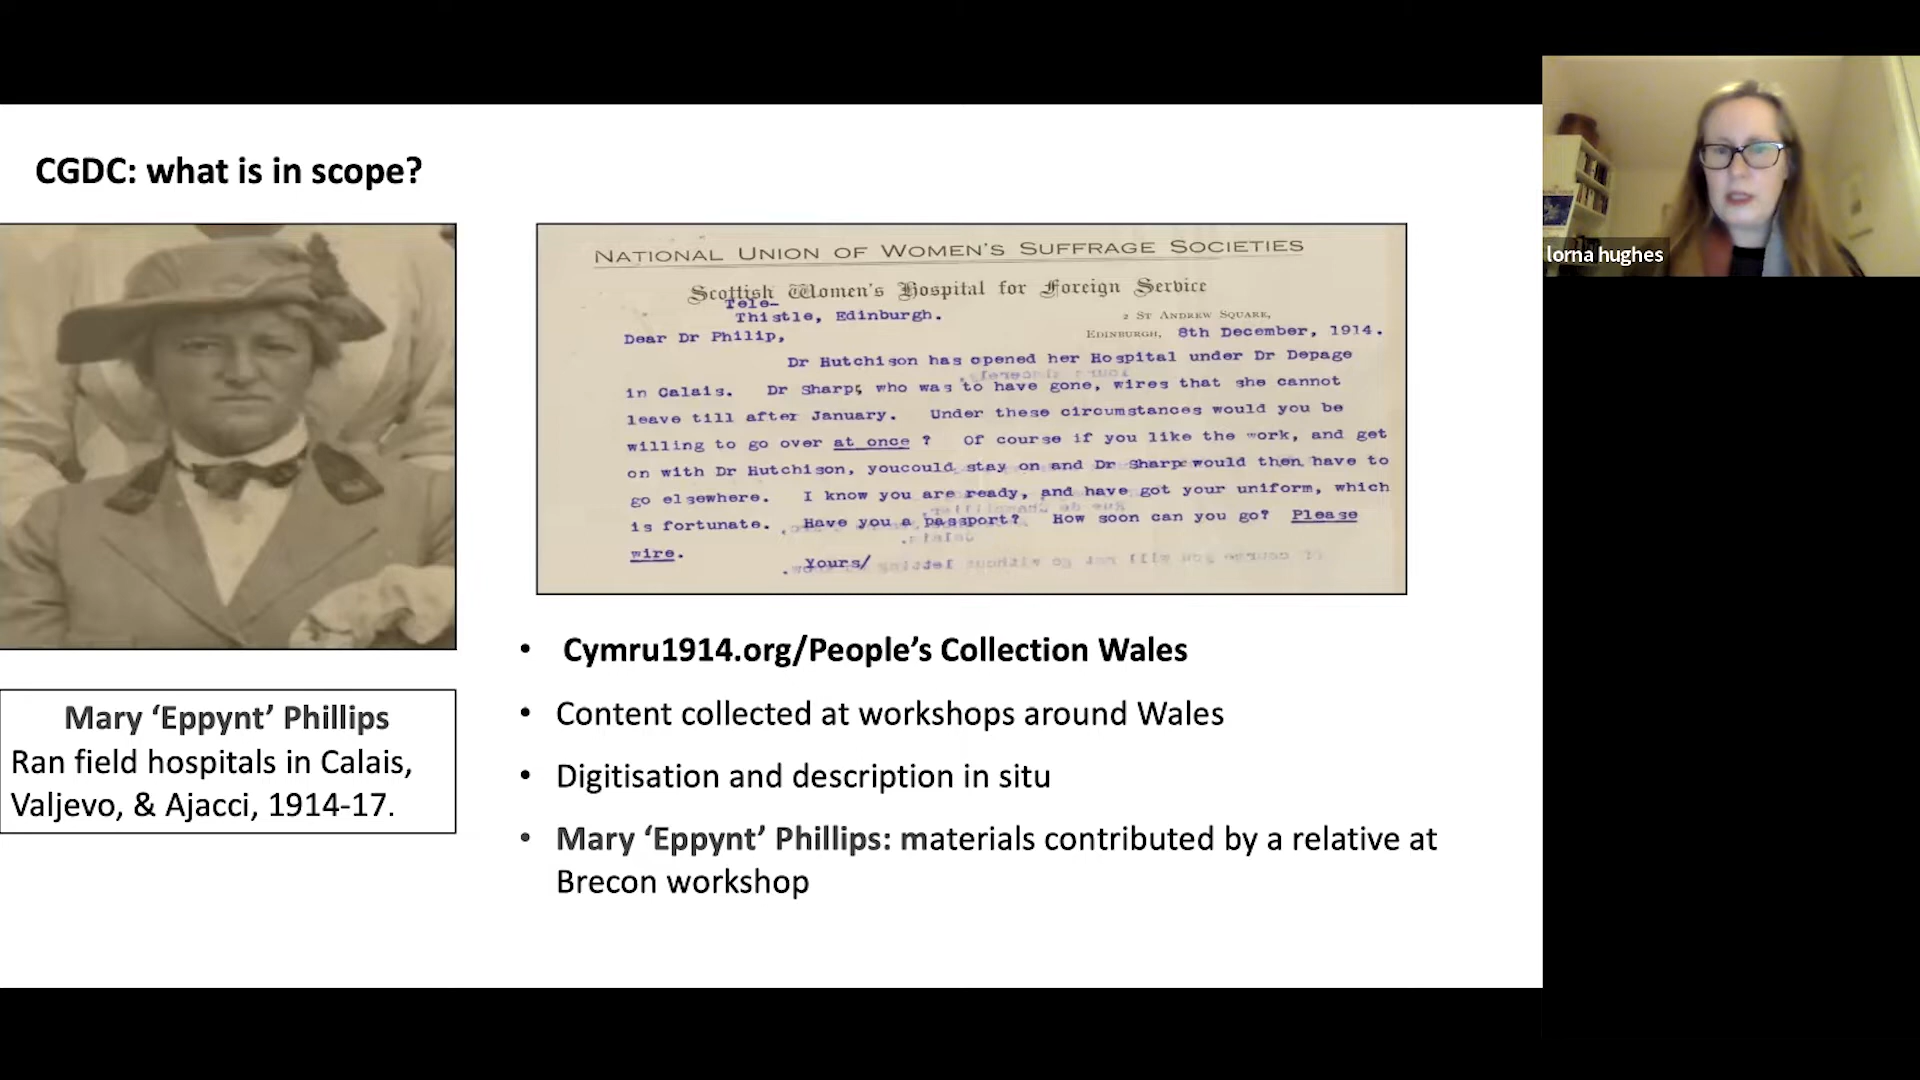 CGDC: what is in scope?
NATIONAL UNION OF WOMEN'S SUFFRAGE SOCIETIES
Scottish Women's Hospital for Foreign Service
Tele-
Thistle, Edinburgh.
2 ST ANDREW SQUARE,
Dear Dr Philip,
EDINBURGH, 8th December, 1914.
Dr Hutchison has opened her Hospital under Dr Depage
in Calais. Dr Sharp, who was to have gone, wires that she cannot
leave till after January. Under these circumstances would you be
willing to go over at once ? Of course if you like the work, and get
on with Dr Hutchison, youcould stay on and Dr Sharp would then have to
go elsewhere. I know you are ready, and have got your uniform, which
is fortunate. Have you a passport? How soon can you go? Please
wire.
Yours/
Mary ‘Eppynt’ Phillips
Ran field hospitals in Calais,
Valjevo, & Ajacci, 1914-17.
• Cymru1914.org/People’s Collection Wales
• Content collected at workshops around Wales
• Digitisation and description in situ
• Mary ‘Eppynt’ Phillips: materials contributed by a relative at
Brecon workshop
lorna hughes